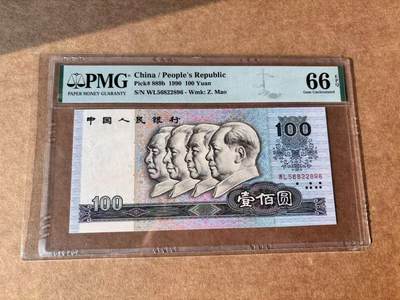 PMG
PAPER MONEY GUARANTY
China / People's Republic
Pick# 889b 1990 100 Yuan
S/N WL56822896 - Wmk: Z. Mao
66 EPQ
Gem Uncirculated
中国人民银行
100
WL56822896
100
壹佰圆